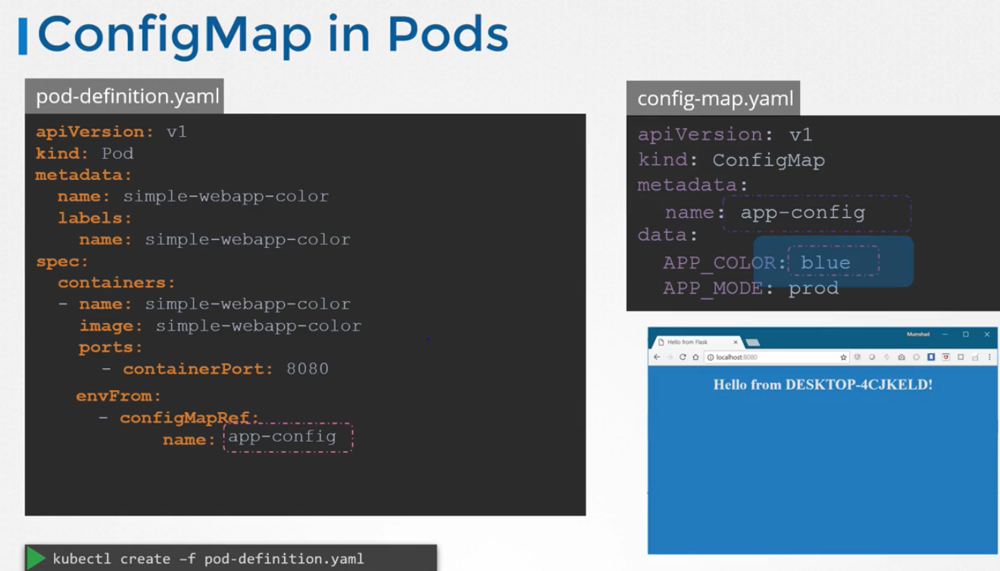 ConfigMap in Pods
pod-definition.yaml
apiVersion: v1
kind: Pod
metadata:
name: simple-webapp-color
labels:
name: simple-webapp-color
spec:
containers:
- name: simple-webapp-color
image: simple-webapp-color
ports:
- containerPort: 8080
envFrom:
- configMapRef:
name: app-config
kubectl create –f pod-definition.yaml
config-map.yaml
apiVersion: v1
kind: ConfigMap
metadata:
name: app-config
data:
APP_COLOR: blue
APP_MODE: prod
Mumshad
Hello from Flask
localhost:8080
Hello from DESKTOP-4CJKELD!